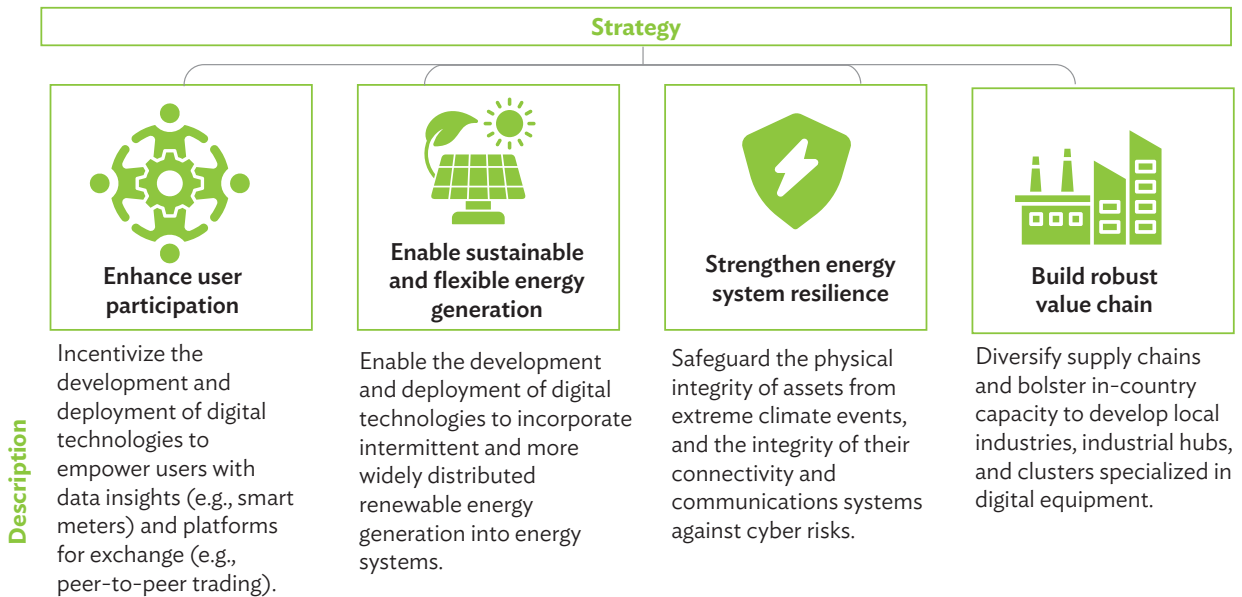 Strategy
Enhance user
participation
Enable sustainable
and flexible energy
generation
Strengthen energy
system resilience
Build robust
value chain
Description
Incentivize the
development and
deployment of digital
technologies to
empower users with
data insights (e.g., smart
meters) and platforms
for exchange (e.g.,
peer-to-peer trading).
Enable the development
and deployment of digital
technologies to incorporate
intermittent and more
widely distributed
renewable energy
generation into energy
systems.
Safeguard the physical
integrity of assets from
extreme climate events,
and the integrity of their
connectivity and
communications systems
against cyber risks.
Diversify supply chains
and bolster in-country
capacity to develop local
industries, industrial hubs,
and clusters specialized in
digital equipment.